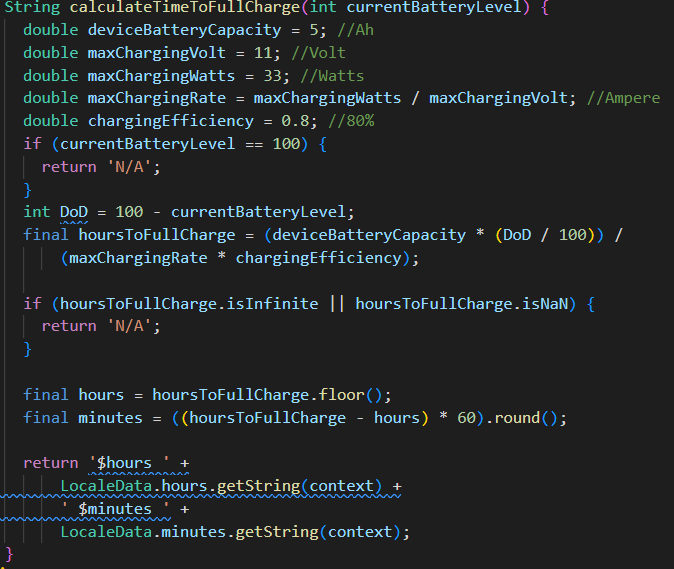 String calculateTimeToFullCharge(int currentBatteryLevel) {
double deviceBatteryCapacity = 5; //Ah
double maxChargingVolt = 11; //Volt
double maxChargingWatts = 33; //Watts
double maxChargingRate = maxChargingWatts / maxChargingVolt; //Ampere
double chargingEfficiency = 0.8; //80%
if (currentBatteryLevel == 100) {
return 'N/A';
}
int DoD = 100 - currentBatteryLevel;
final hoursToFullCharge = (deviceBatteryCapacity * (DoD / 100)) /
(maxChargingRate * chargingEfficiency);
if (hoursToFullCharge.isInfinite || hoursToFullCharge.isNaN) {
return 'N/A';
}
final hours = hoursToFullCharge.floor();
final minutes = ((hoursToFullCharge - hours) * 60).round();
return '$hours ' +
LocaleData.hours.getString(context) +
' $minutes ' +
LocaleData.minutes.getString(context);
}